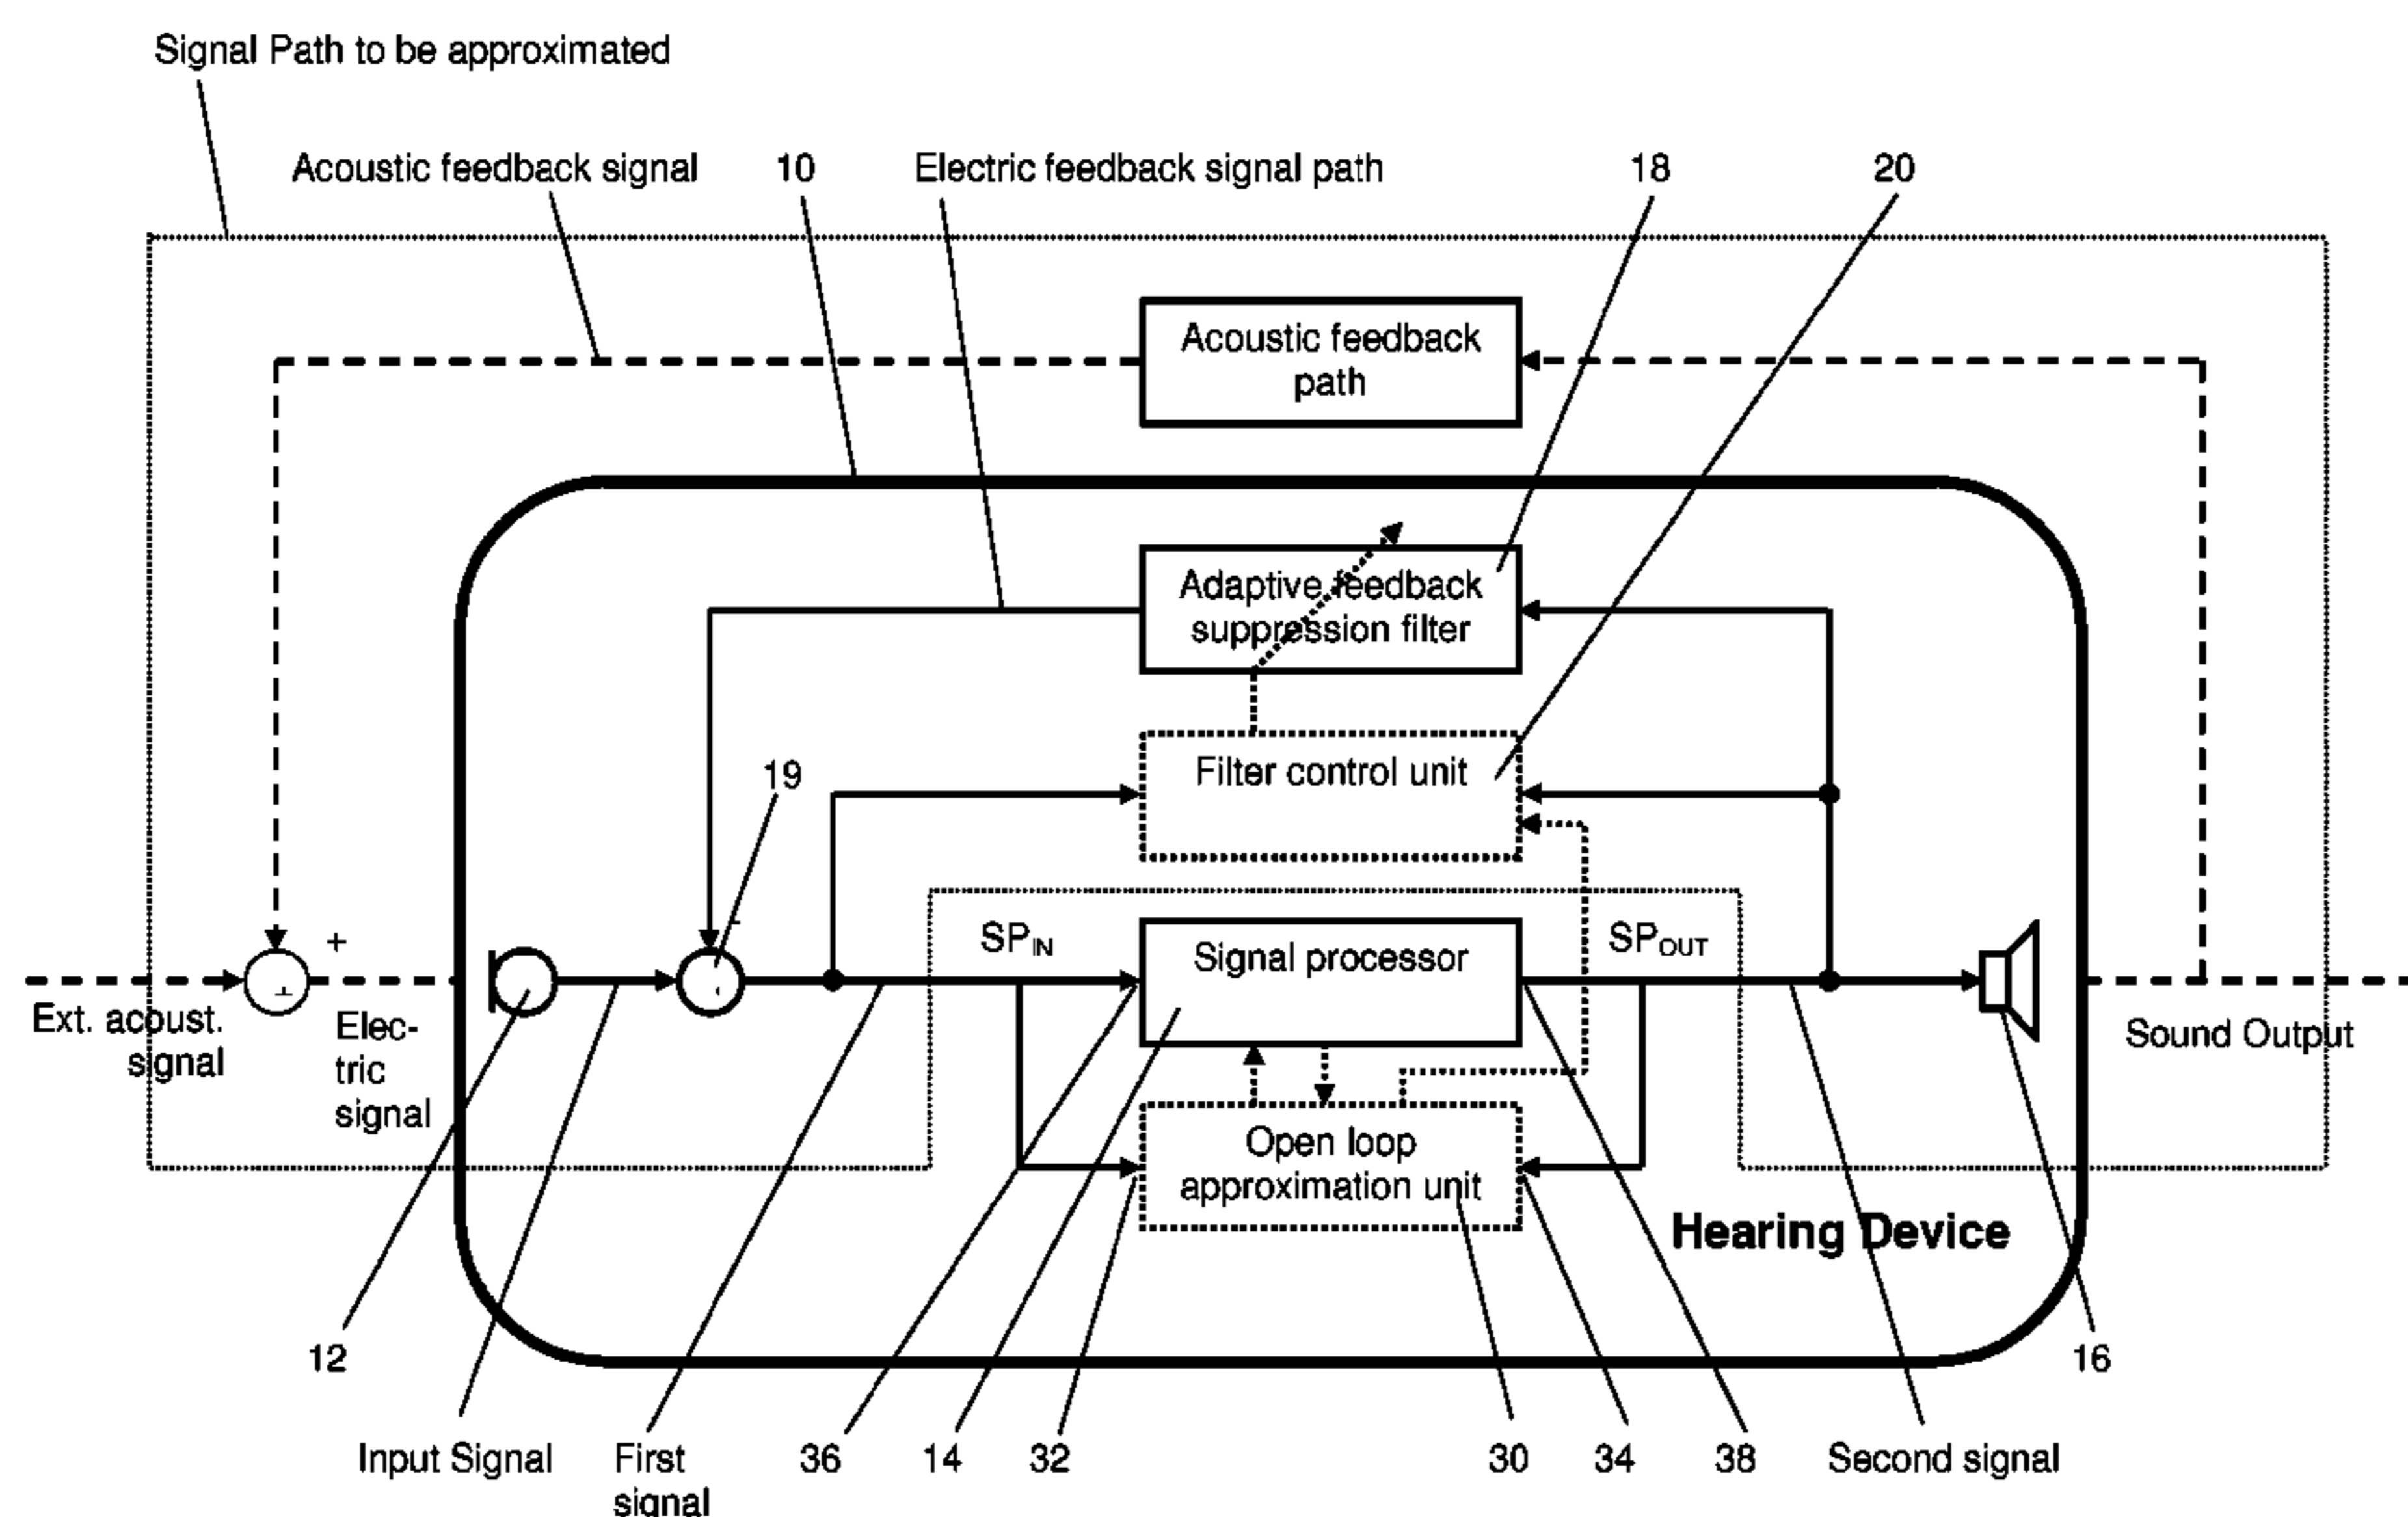 Signal Path to be approximated
Acoustic feedback signal
10
Electric feedback signal path
18
20
Acoustic feedback
path
Adaptive feedback
suppression filter
Filter control unit
19
-
+
SP_IN
Signal processor
SP_OUT
Ext. acoust.
signal
Elec-
tric
signal
Sound Output
Open loop
approximation unit
Hearing Device
12
16
Input Signal
First
signal
36
14
32
30
34
38
Second signal